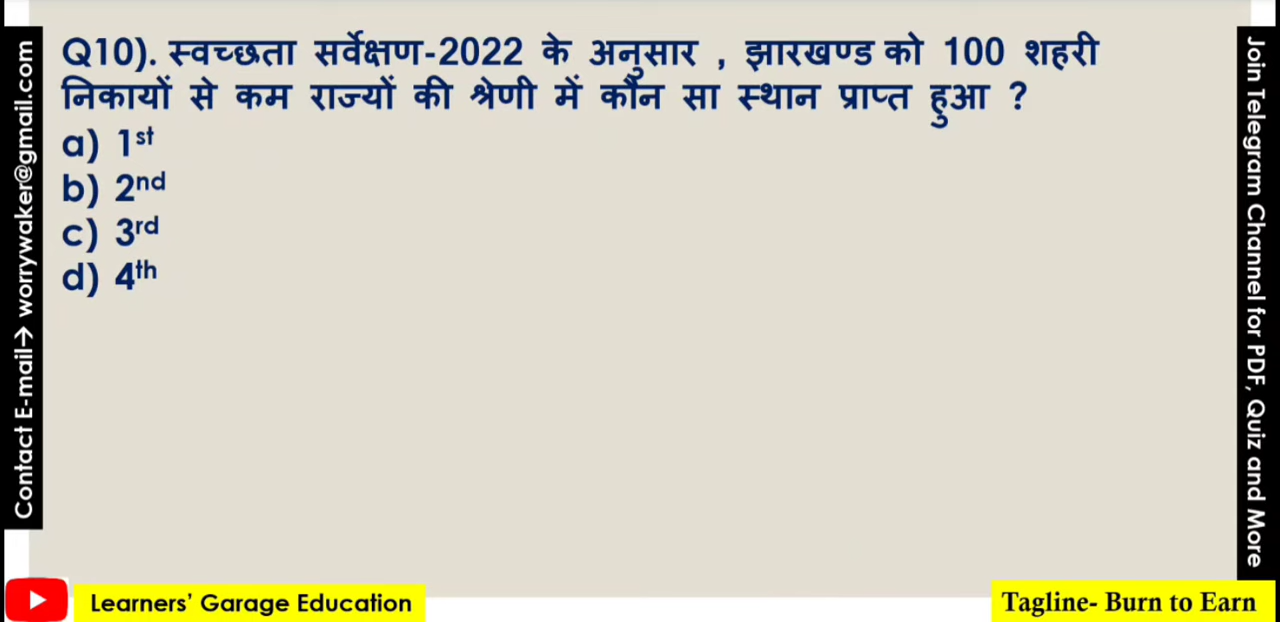 Q10). स्वच्छता सर्वेक्षण-2022 के अनुसार , झारखण्ड को 100 शहरी
निकायों से कम राज्यों की श्रेणी में कौन सा स्थान प्राप्त हुआ ?
a) 1st
b) 2nd
c) 3rd
d) 4th
Contact E-mail→ worrywaker@gmail.com
Join Telegram Channel for PDF, Quiz and More
Learners’ Garage Education
Tagline- Burn to Earn